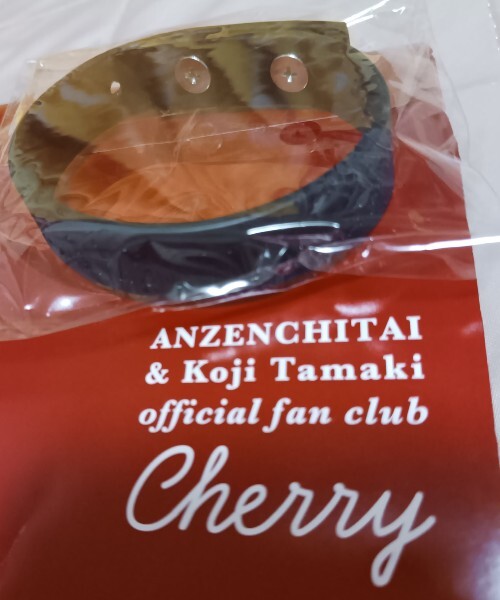 ANZENCHITAI
& Koji Tamaki
official fan club
Cherry